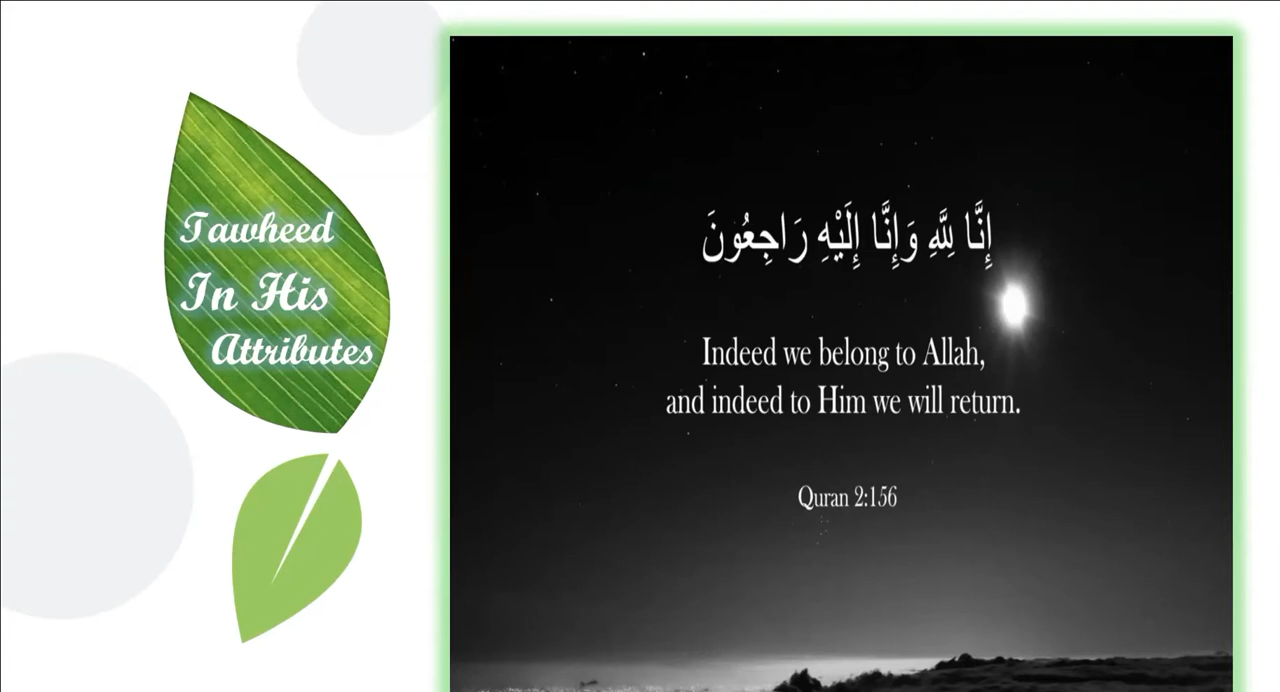 Tawheed
In His
Attributes
إِنَّا لِلَّهِ وَإِنَّا إِلَيْهِ رَاجِعُونَ
Indeed we belong to Allah,
and indeed to Him we will return.
Quran 2:156